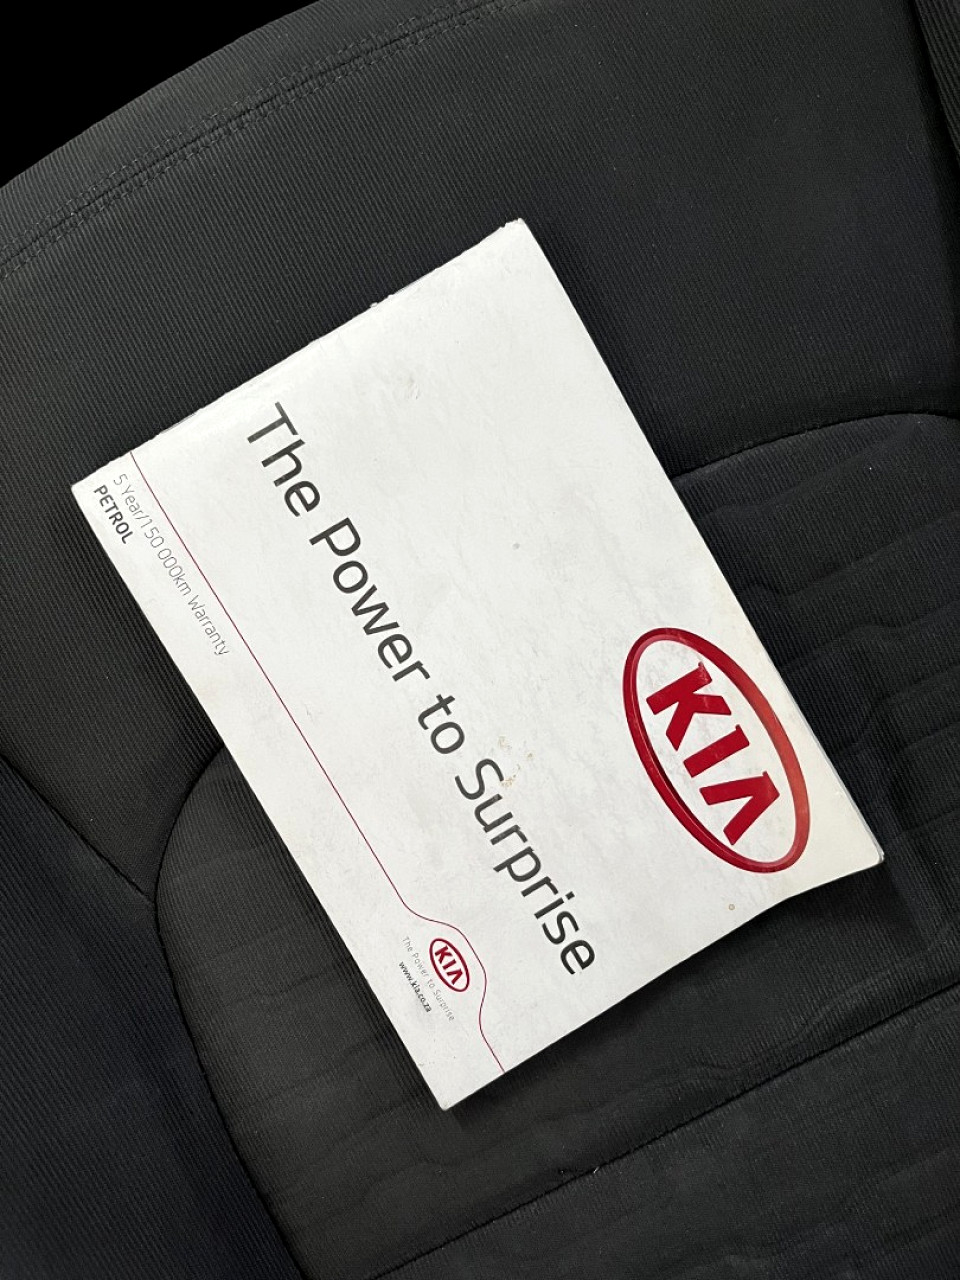 KIA
The Power to Surprise
5 Year/150 000km Warranty
PETROL
KIA
The Power to Surprise
www.kia.co.za